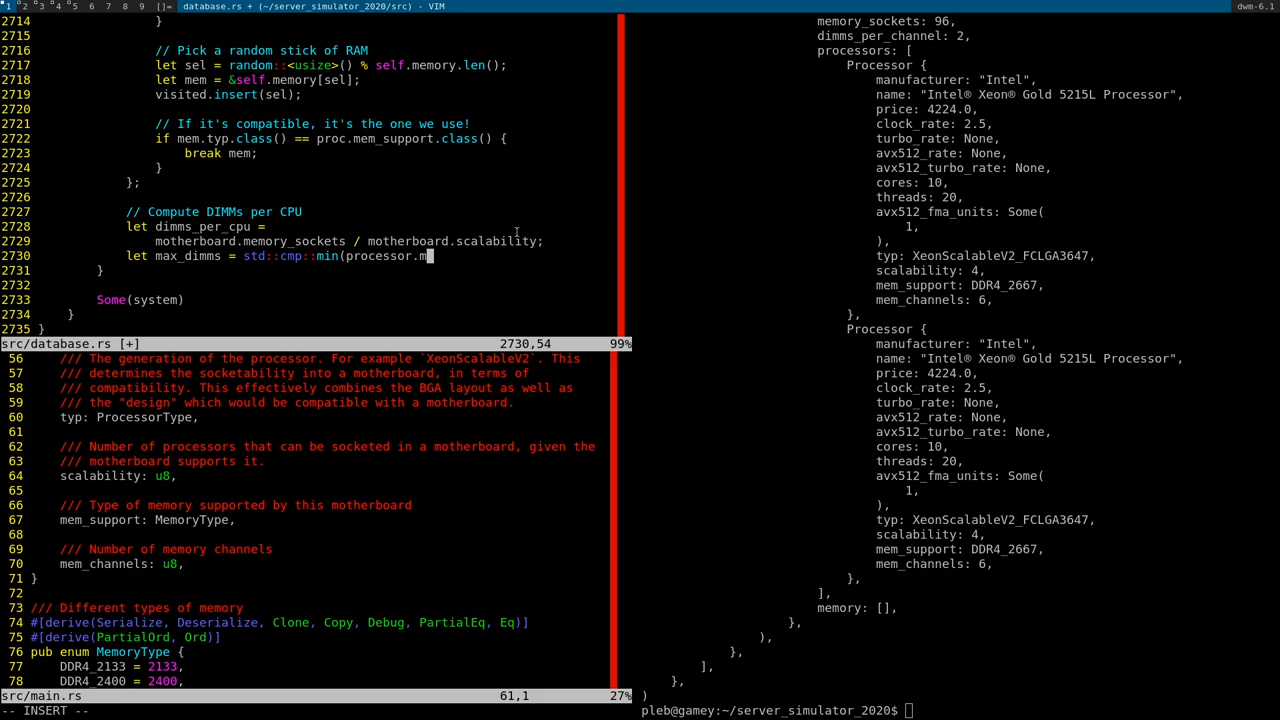 1 2 3 4 5 6 7 8 9 []= database.rs + (~/server_simulator_2020/src) - VIM dwm-6.1
2714 }
2715
2716 // Pick a random stick of RAM
2717 let sel = random::<usize>() % self.memory.len();
2718 let mem = &self.memory[sel];
2719 visited.insert(sel);
2720
2721 // If it's compatible, it's the one we use!
2722 if mem.typ.class() == proc.mem_support.class() {
2723 break mem;
2724 }
2725 };
2726
2727 // Compute DIMMs per CPU
2728 let dimms_per_cpu =
2729 motherboard.memory_sockets / motherboard.scalability;
2730 let max_dimms = std::cmp::min(processor.m
2731 }
2732
2733 Some(system)
2734 }
2735 }
src/database.rs [+] 2730,54 99%
56 /// The generation of the processor. For example `XeonScalableV2`. This
57 /// determines the socketability into a motherboard, in terms of
58 /// compatibility. This effectively combines the BGA layout as well as
59 /// the "design" which would be compatible with a motherboard.
60 typ: ProcessorType,
61
62 /// Number of processors that can be socketed in a motherboard, given the
63 /// motherboard supports it.
64 scalability: u8,
65
66 /// Type of memory supported by this motherboard
67 mem_support: MemoryType,
68
69 /// Number of memory channels
70 mem_channels: u8,
71 }
72
73 /// Different types of memory
74 #[derive(Serialize, Deserialize, Clone, Copy, Debug, PartialEq, Eq)]
75 #[derive(PartialOrd, Ord)]
76 pub enum MemoryType {
77 DDR4_2133 = 2133,
78 DDR4_2400 = 2400,
src/main.rs 61,1 27%
-- INSERT --
memory_sockets: 96,
dimms_per_channel: 2,
processors: [
Processor {
manufacturer: "Intel",
name: "Intel® Xeon® Gold 5215L Processor",
price: 4224.0,
clock_rate: 2.5,
turbo_rate: None,
avx512_rate: None,
avx512_turbo_rate: None,
cores: 10,
threads: 20,
avx512_fma_units: Some(
1,
),
typ: XeonScalableV2_FCLGA3647,
scalability: 4,
mem_support: DDR4_2667,
mem_channels: 6,
},
Processor {
manufacturer: "Intel",
name: "Intel® Xeon® Gold 5215L Processor",
price: 4224.0,
clock_rate: 2.5,
turbo_rate: None,
avx512_rate: None,
avx512_turbo_rate: None,
cores: 10,
threads: 20,
avx512_fma_units: Some(
1,
),
typ: XeonScalableV2_FCLGA3647,
scalability: 4,
mem_support: DDR4_2667,
mem_channels: 6,
},
],
memory: [],
},
),
},
],
},
)
pleb@gamey:~/server_simulator_2020$